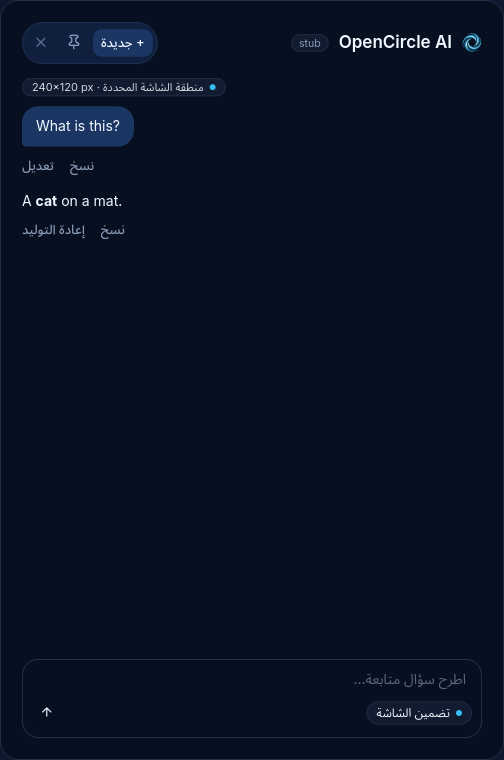 OpenCircle AI stub + جديدة
منطقة الشاشة المحددة · 240×120 px
What is this?
نسخ تعديل
A cat on a mat.
نسخ إعادة التوليد
اطرح سؤال متابعة...
تضمين الشاشة